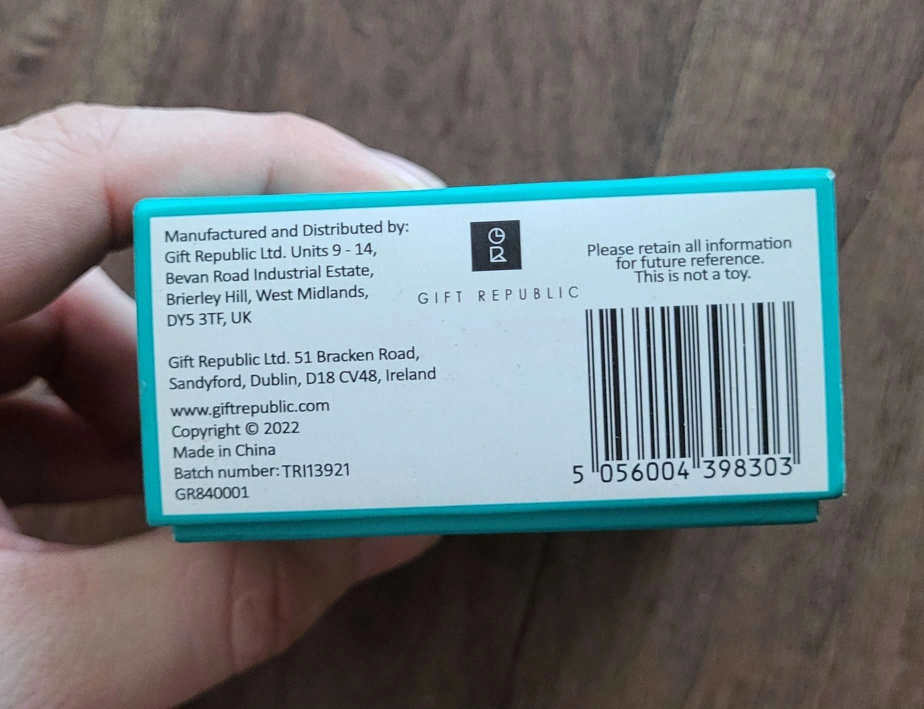 Manufactured and Distributed by:
Gift Republic Ltd. Units 9 - 14,
Bevan Road Industrial Estate,
Brierley Hill, West Midlands,
DY5 3TF, UK
Gift Republic Ltd. 51 Bracken Road,
Sandyford, Dublin, D18 CV48, Ireland
www.giftrepublic.com
Copyright © 2022
Made in China
Batch number: TRI13921
GR840001
GR
GIFT REPUBLIC
Please retain all information
for future reference.
This is not a toy.
5 056004 398303